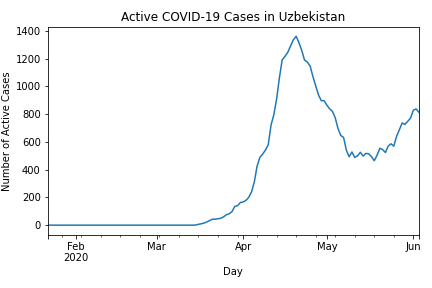 Active COVID-19 Cases in Uzbekistan
Number of Active Cases
1400
1200
1000
800
600
400
200
0
Feb
2020
Mar
Apr
May
Jun
Day